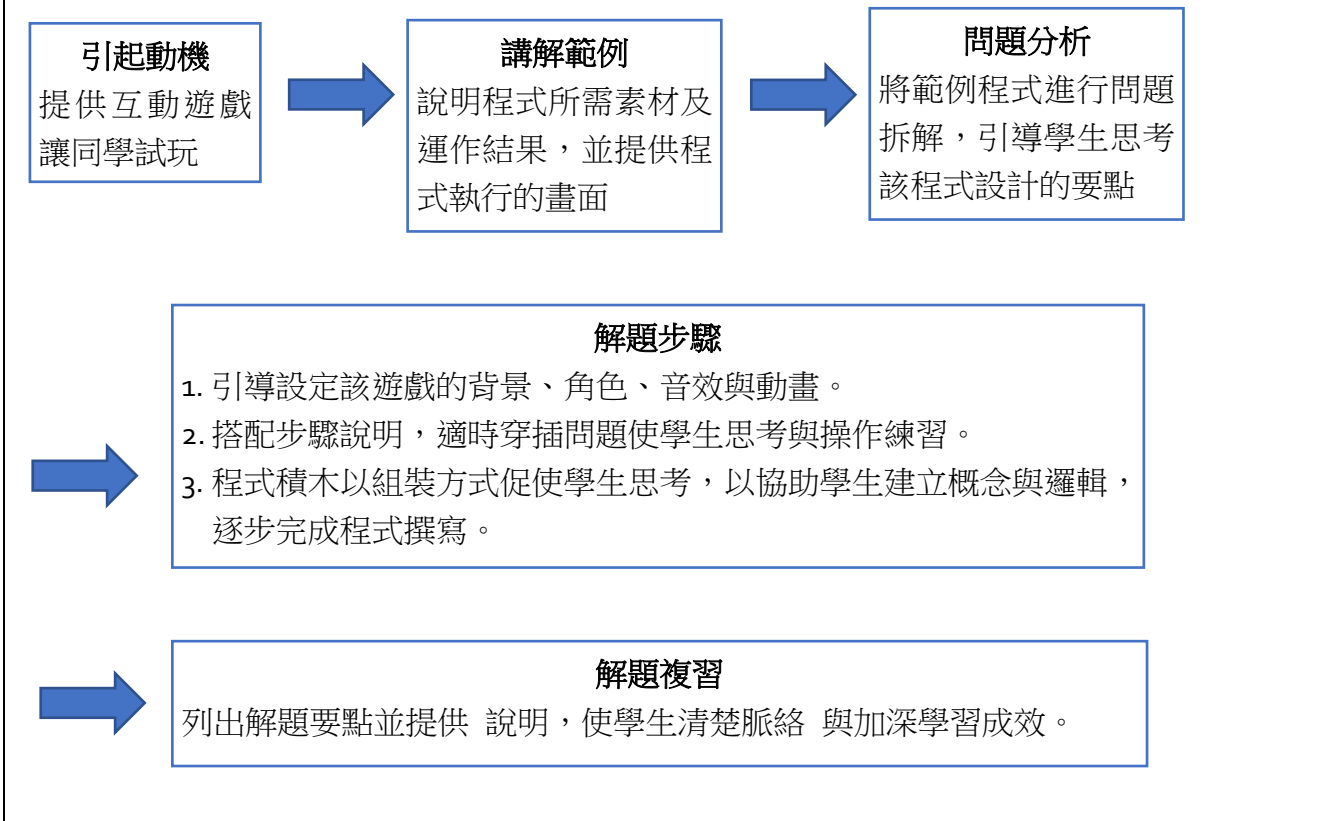 引起動機
提供互動遊戲
讓同學試玩
講解範例
說明程式所需素材及
運作結果，並提供程
式執行的畫面
問題分析
將範例程式進行問題
拆解，引導學生思考
該程式設計的要點
解題步驟
1. 引導設定該遊戲的背景、角色、音效與動畫。
2. 搭配步驟說明，適時穿插問題使學生思考與操作練習。
3. 程式積木以組裝方式促使學生思考，以協助學生建立概念與邏輯，
逐步完成程式撰寫。
解題複習
列出解題要點並提供 說明，使學生清楚脈絡 與加深學習成效。